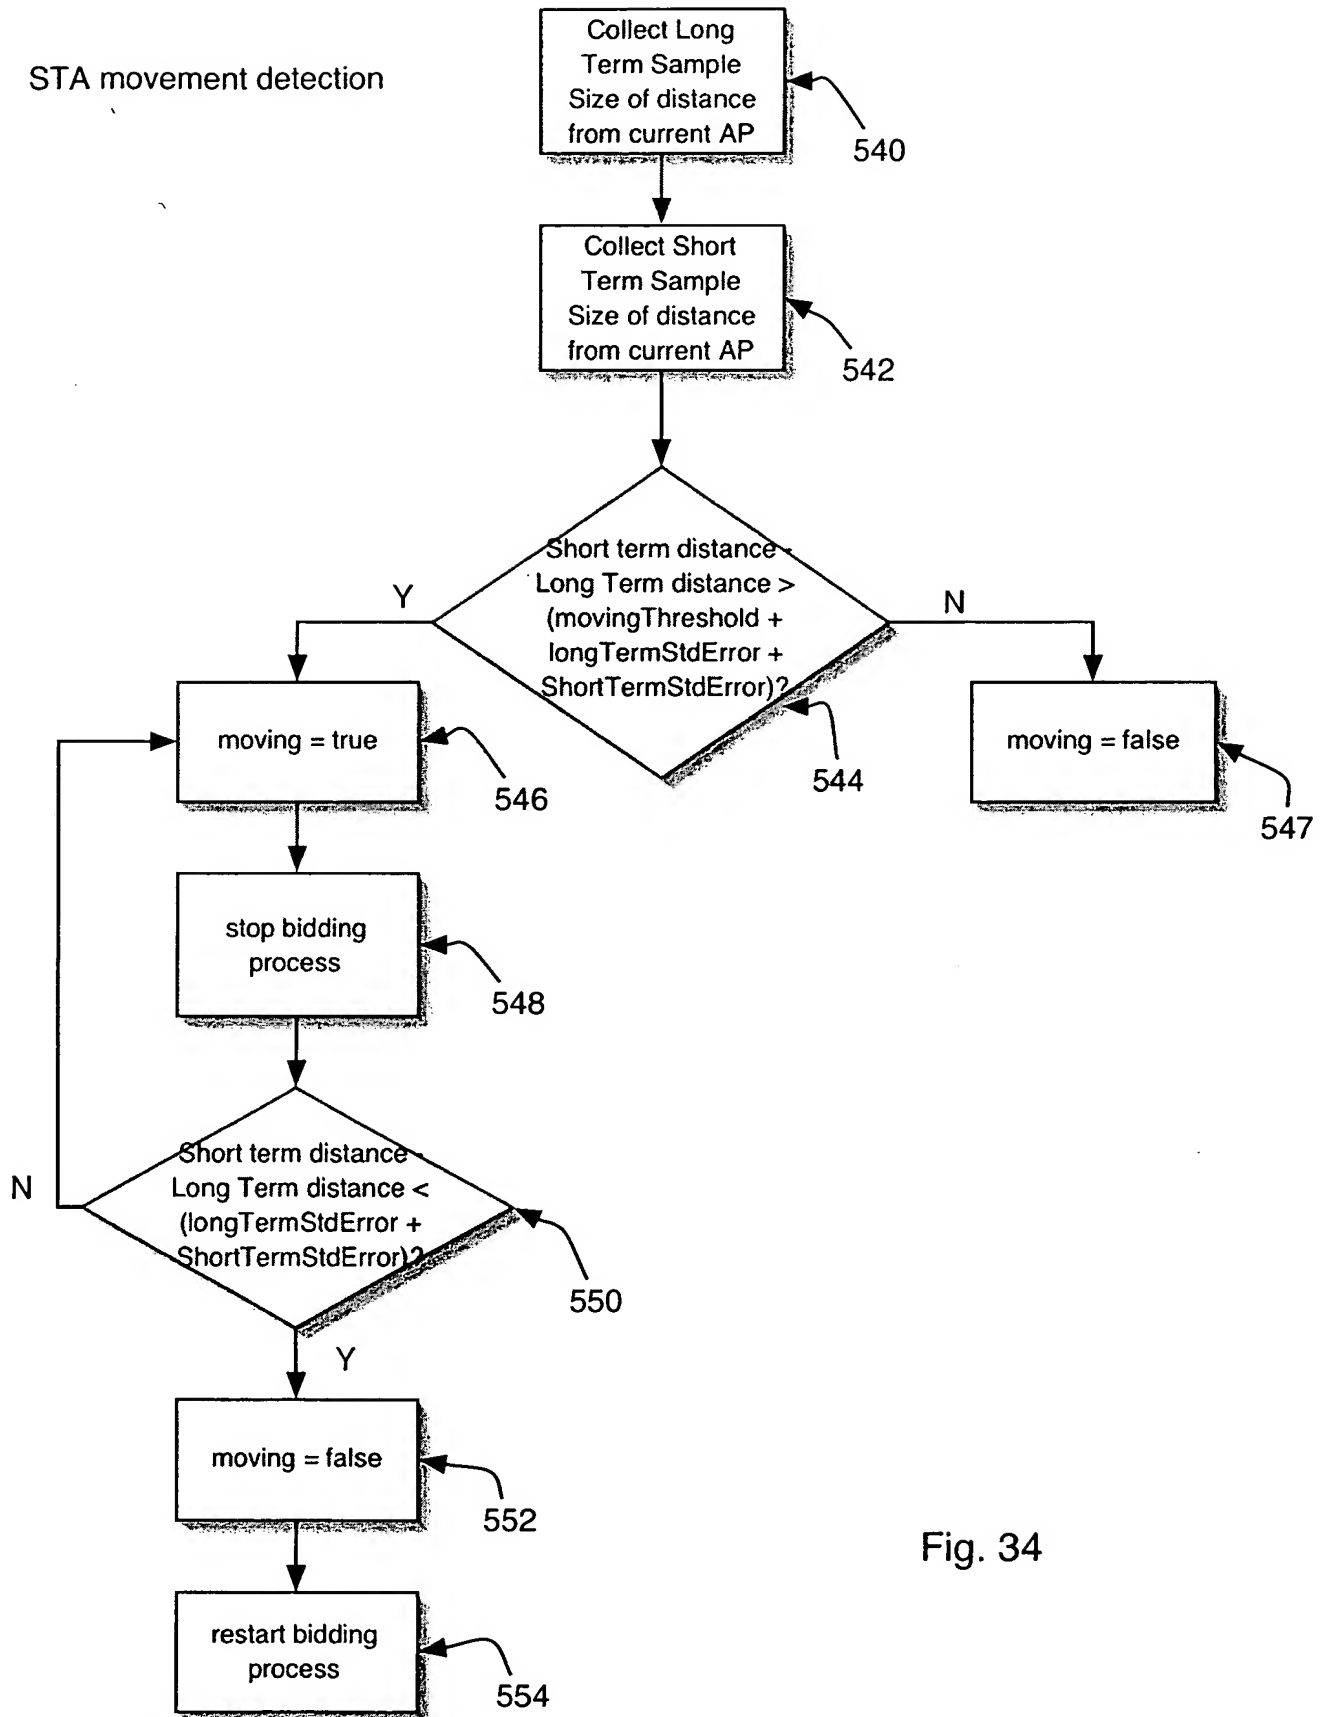 STA movement detection
Collect Long
Term Sample
Size of distance
from current AP
540
Collect Short
Term Sample
Size of distance
from current AP
542
Short term distance -
Long Term distance >
(movingThreshold +
longTermStdError +
ShortTermStdError)?
Y
N
544
moving = true
546
moving = false
547
stop bidding
process
548
Short term distance -
Long Term distance <
(longTermStdError +
ShortTermStdError)?
N
550
Y
moving = false
552
restart bidding
process
554
Fig. 34